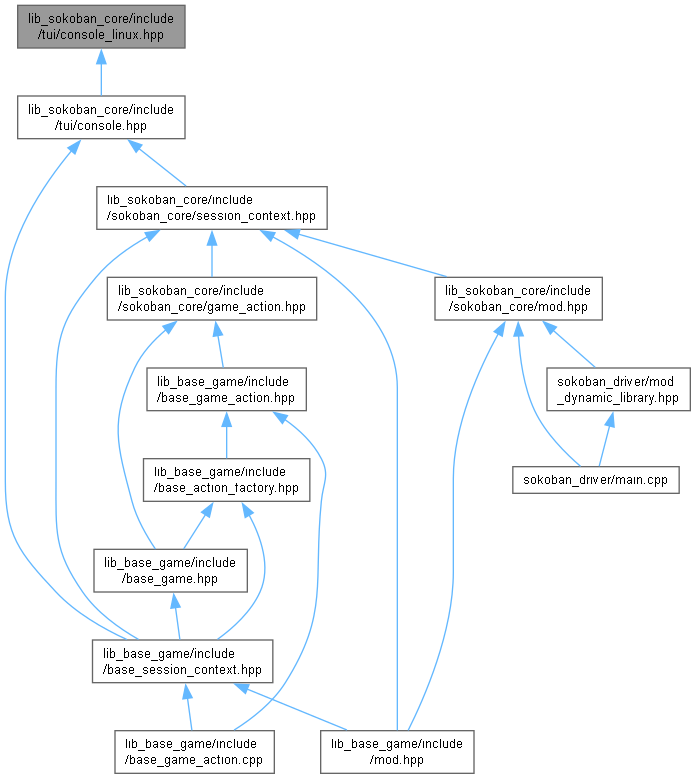 lib_sokoban_core/include
/tui/console_linux.hpp
lib_sokoban_core/include
/tui/console.hpp
lib_sokoban_core/include
/sokoban_core/session_context.hpp
lib_sokoban_core/include
/sokoban_core/game_action.hpp
lib_sokoban_core/include
/sokoban_core/mod.hpp
lib_base_game/include
/base_game_action.hpp
sokoban_driver/mod
_dynamic_library.hpp
lib_base_game/include
/base_action_factory.hpp
sokoban_driver/main.cpp
lib_base_game/include
/base_game.hpp
lib_base_game/include
/base_session_context.hpp
lib_base_game/include
/base_game_action.cpp
lib_base_game/include
/mod.hpp